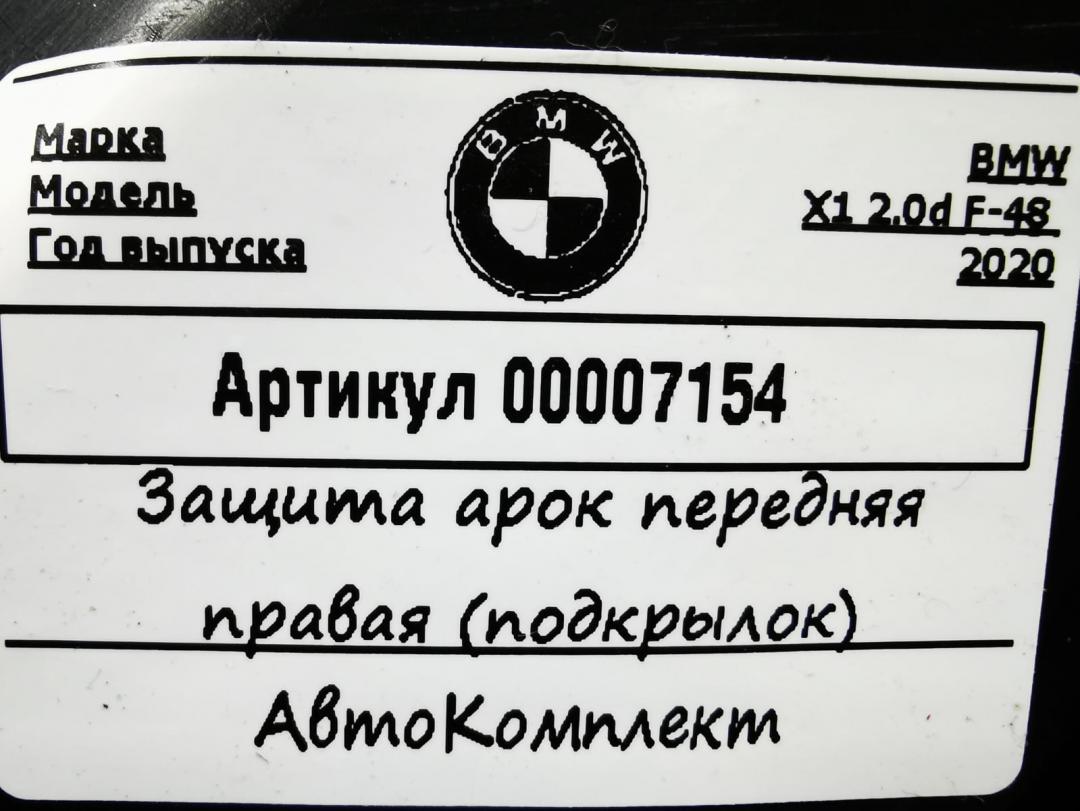 Марка
Модель
Год выпуска
BMW
BMW
X1 2.0d F-48
2020
Артикул 00007154
Защита арок передняя
правая (подкрылок)
АвтоКомплект